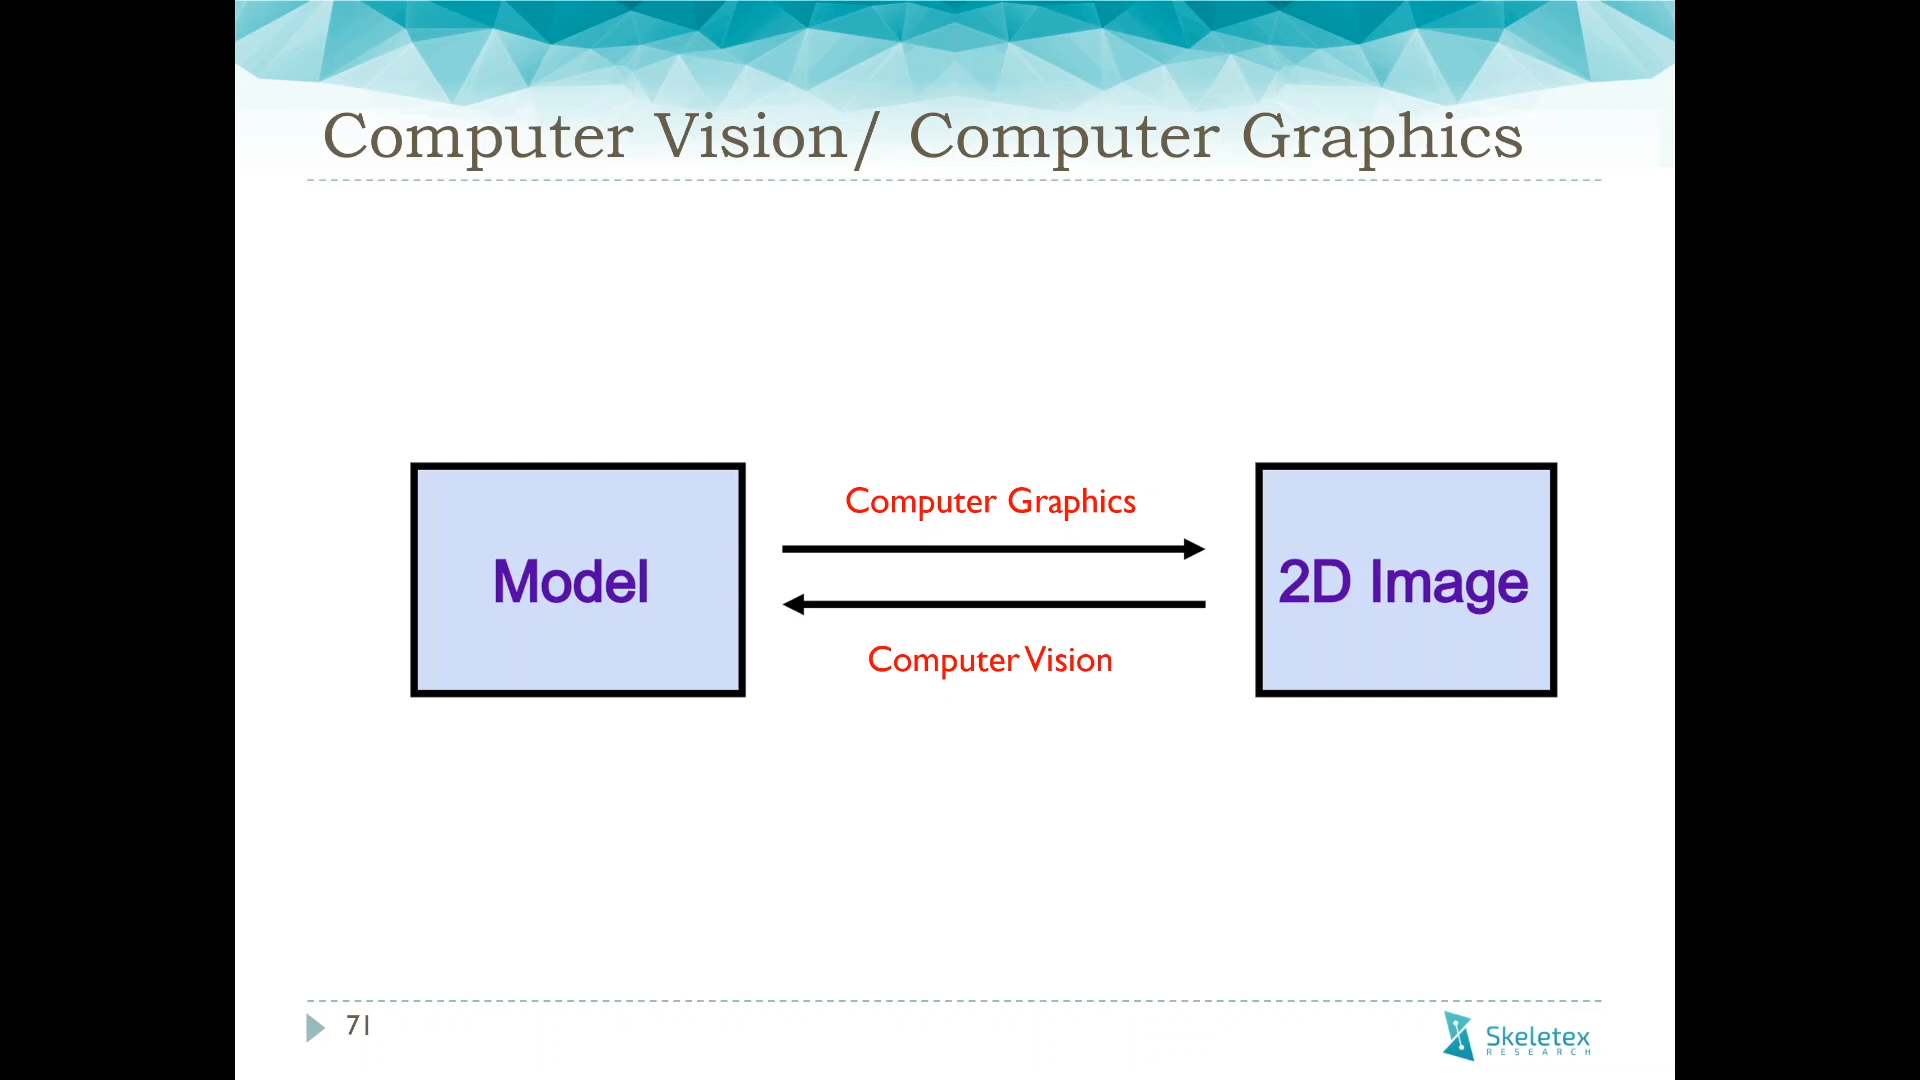 Computer Vision/ Computer Graphics
Computer Graphics
Model
2D Image
Computer Vision
71
Skeletex
RESEARCH